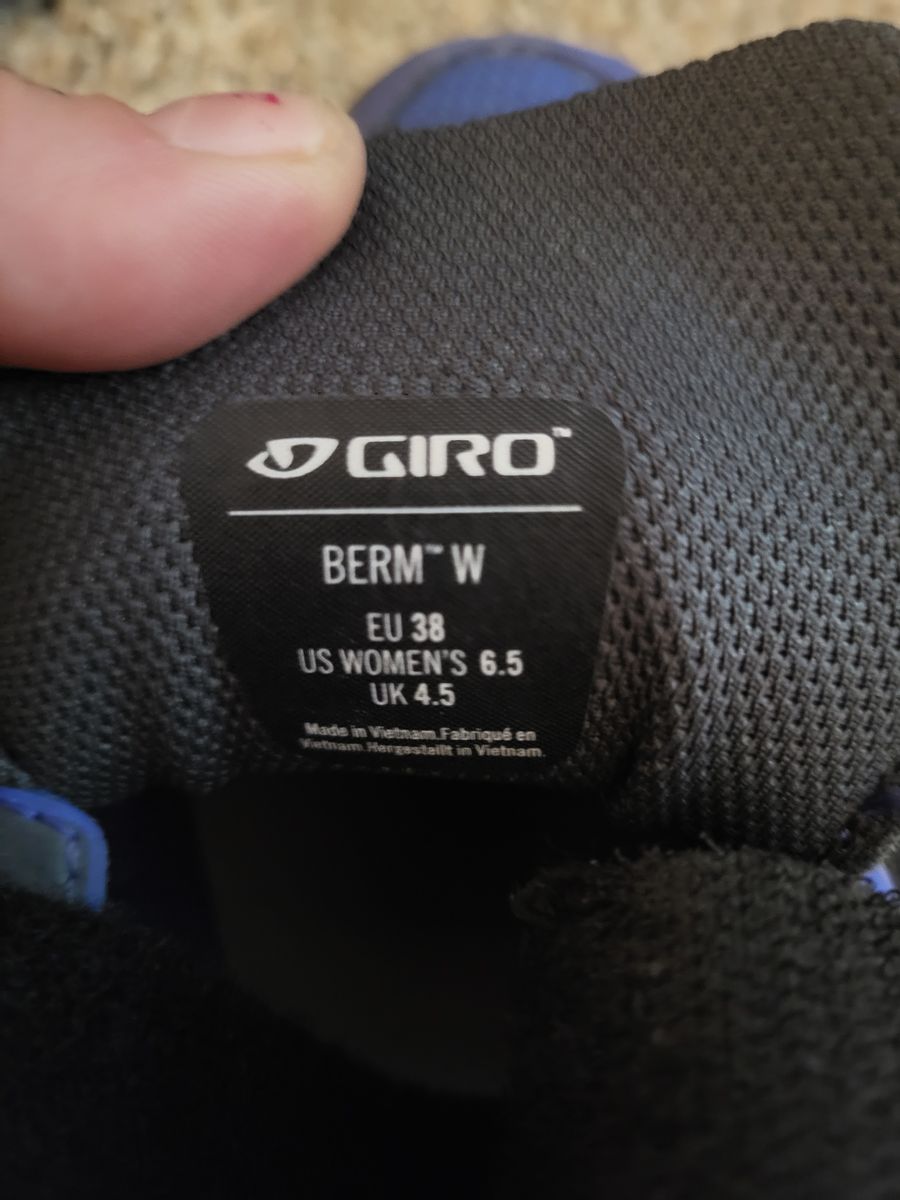 GIRO™
BERM™ W
EU 38
US WOMEN'S 6.5
UK 4.5
Made in Vietnam.Fabriqué en
Vietnam.Hergestellt in Vietnam.